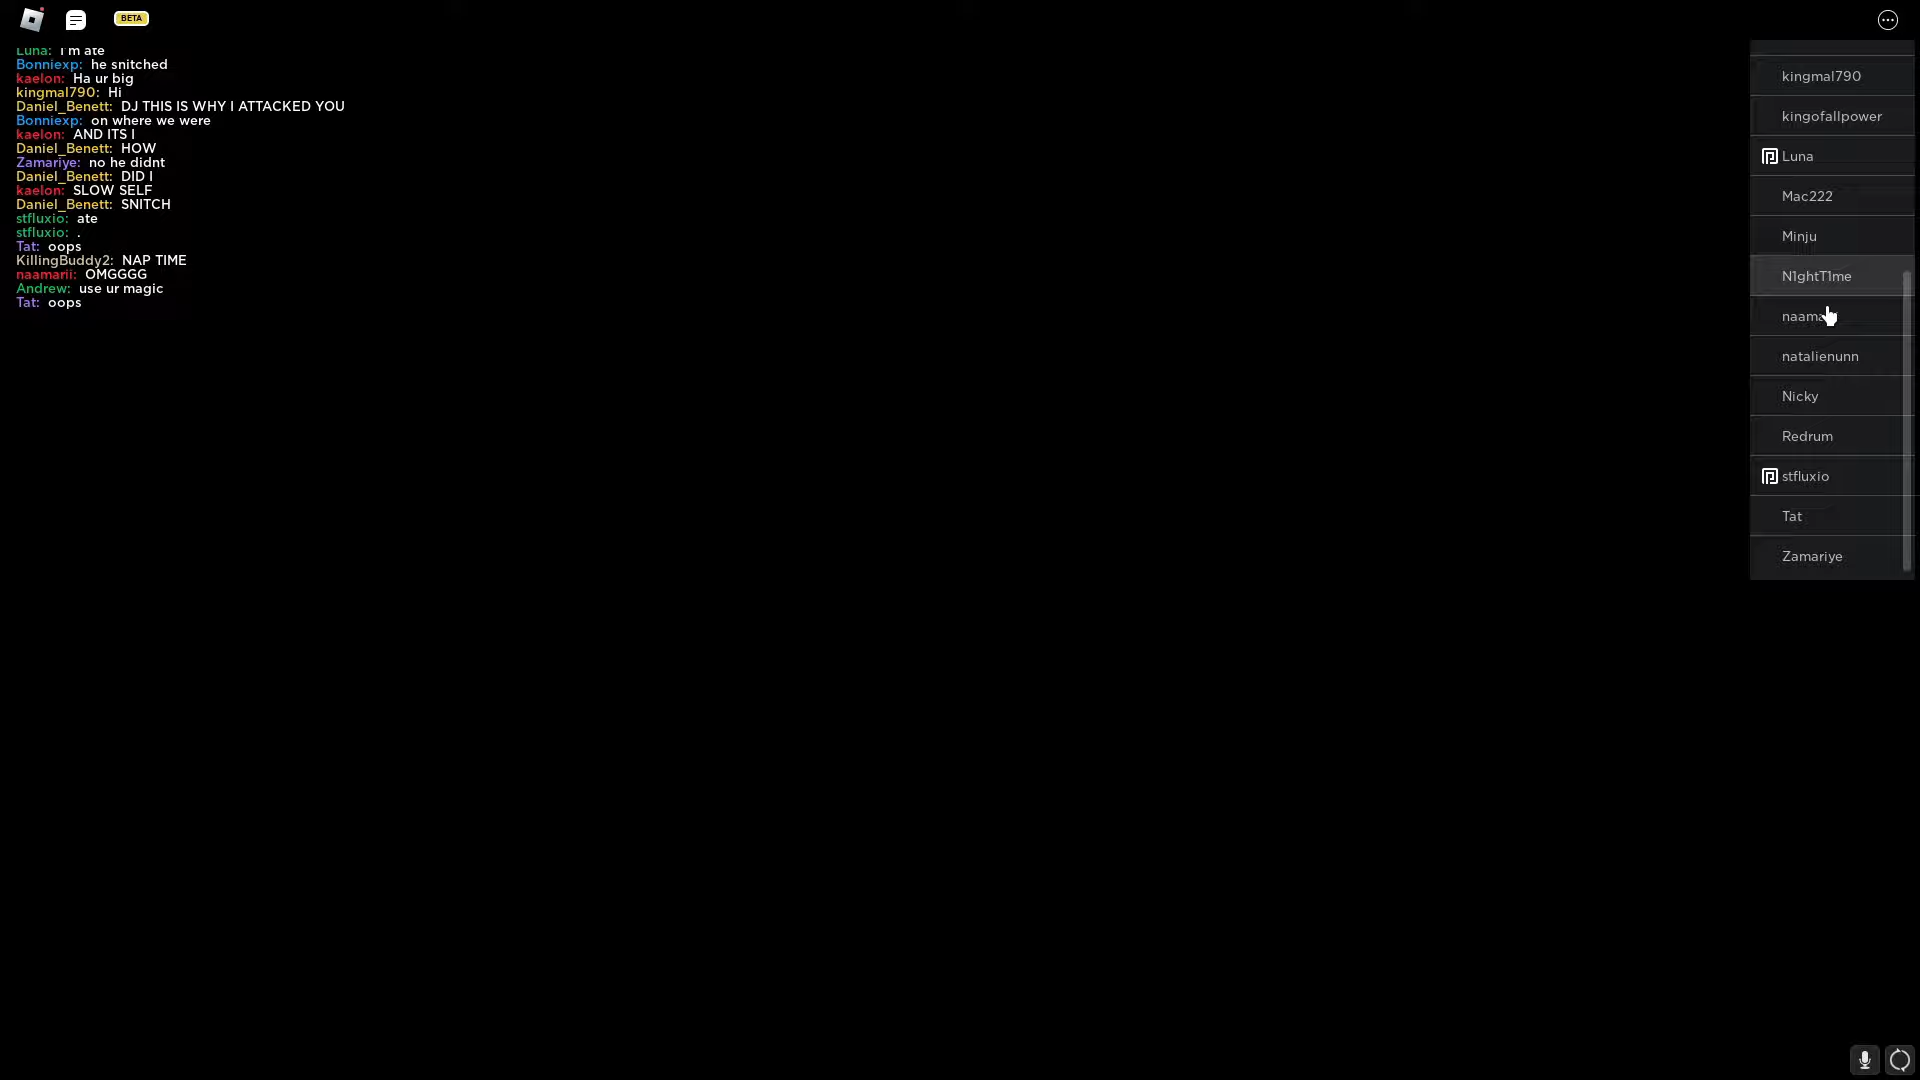 BETA
Luna: I'm ate
Bonniexp: he snitched
kaelon: Ha ur big
kingmal790: Hi
Daniel_Benett: DJ THIS IS WHY I ATTACKED YOU
Bonniexp: on where we were
kaelon: AND ITS I
Daniel_Benett: HOW
Zamariye: no he didnt
Daniel_Benett: DID I
kaelon: SLOW SELF
Daniel_Benett: SNITCH
stfluxio: ate
stfluxio: .
Tat: oops
KillingBuddy2: NAP TIME
naamarii: OMGGGG
Andrew: use ur magic
Tat: oops
kingmal790
kingofallpower
Luna
Mac222
Minju
N1ghtT1me
natalienunn
Nicky
Redrum
stfluxio
Tat
Zamariye